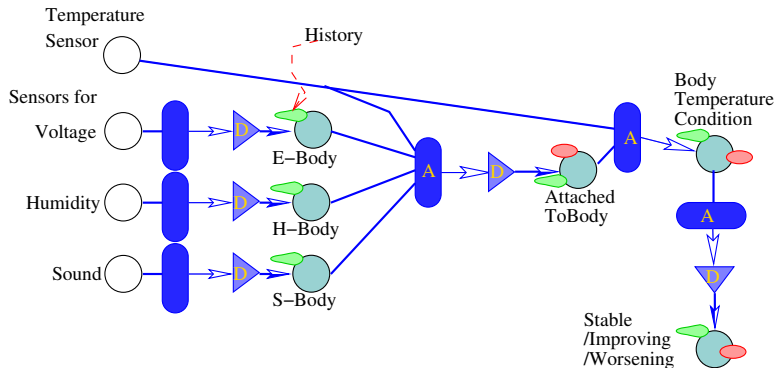 Temperature
Sensor
History
Sensors for
Voltage
D
E−Body
Humidity
D
H−Body
Sound
D
S−Body
A
D
Attached
ToBody
A
Body
Temperature
Condition
A
D
Stable
/Improving
/Worsening